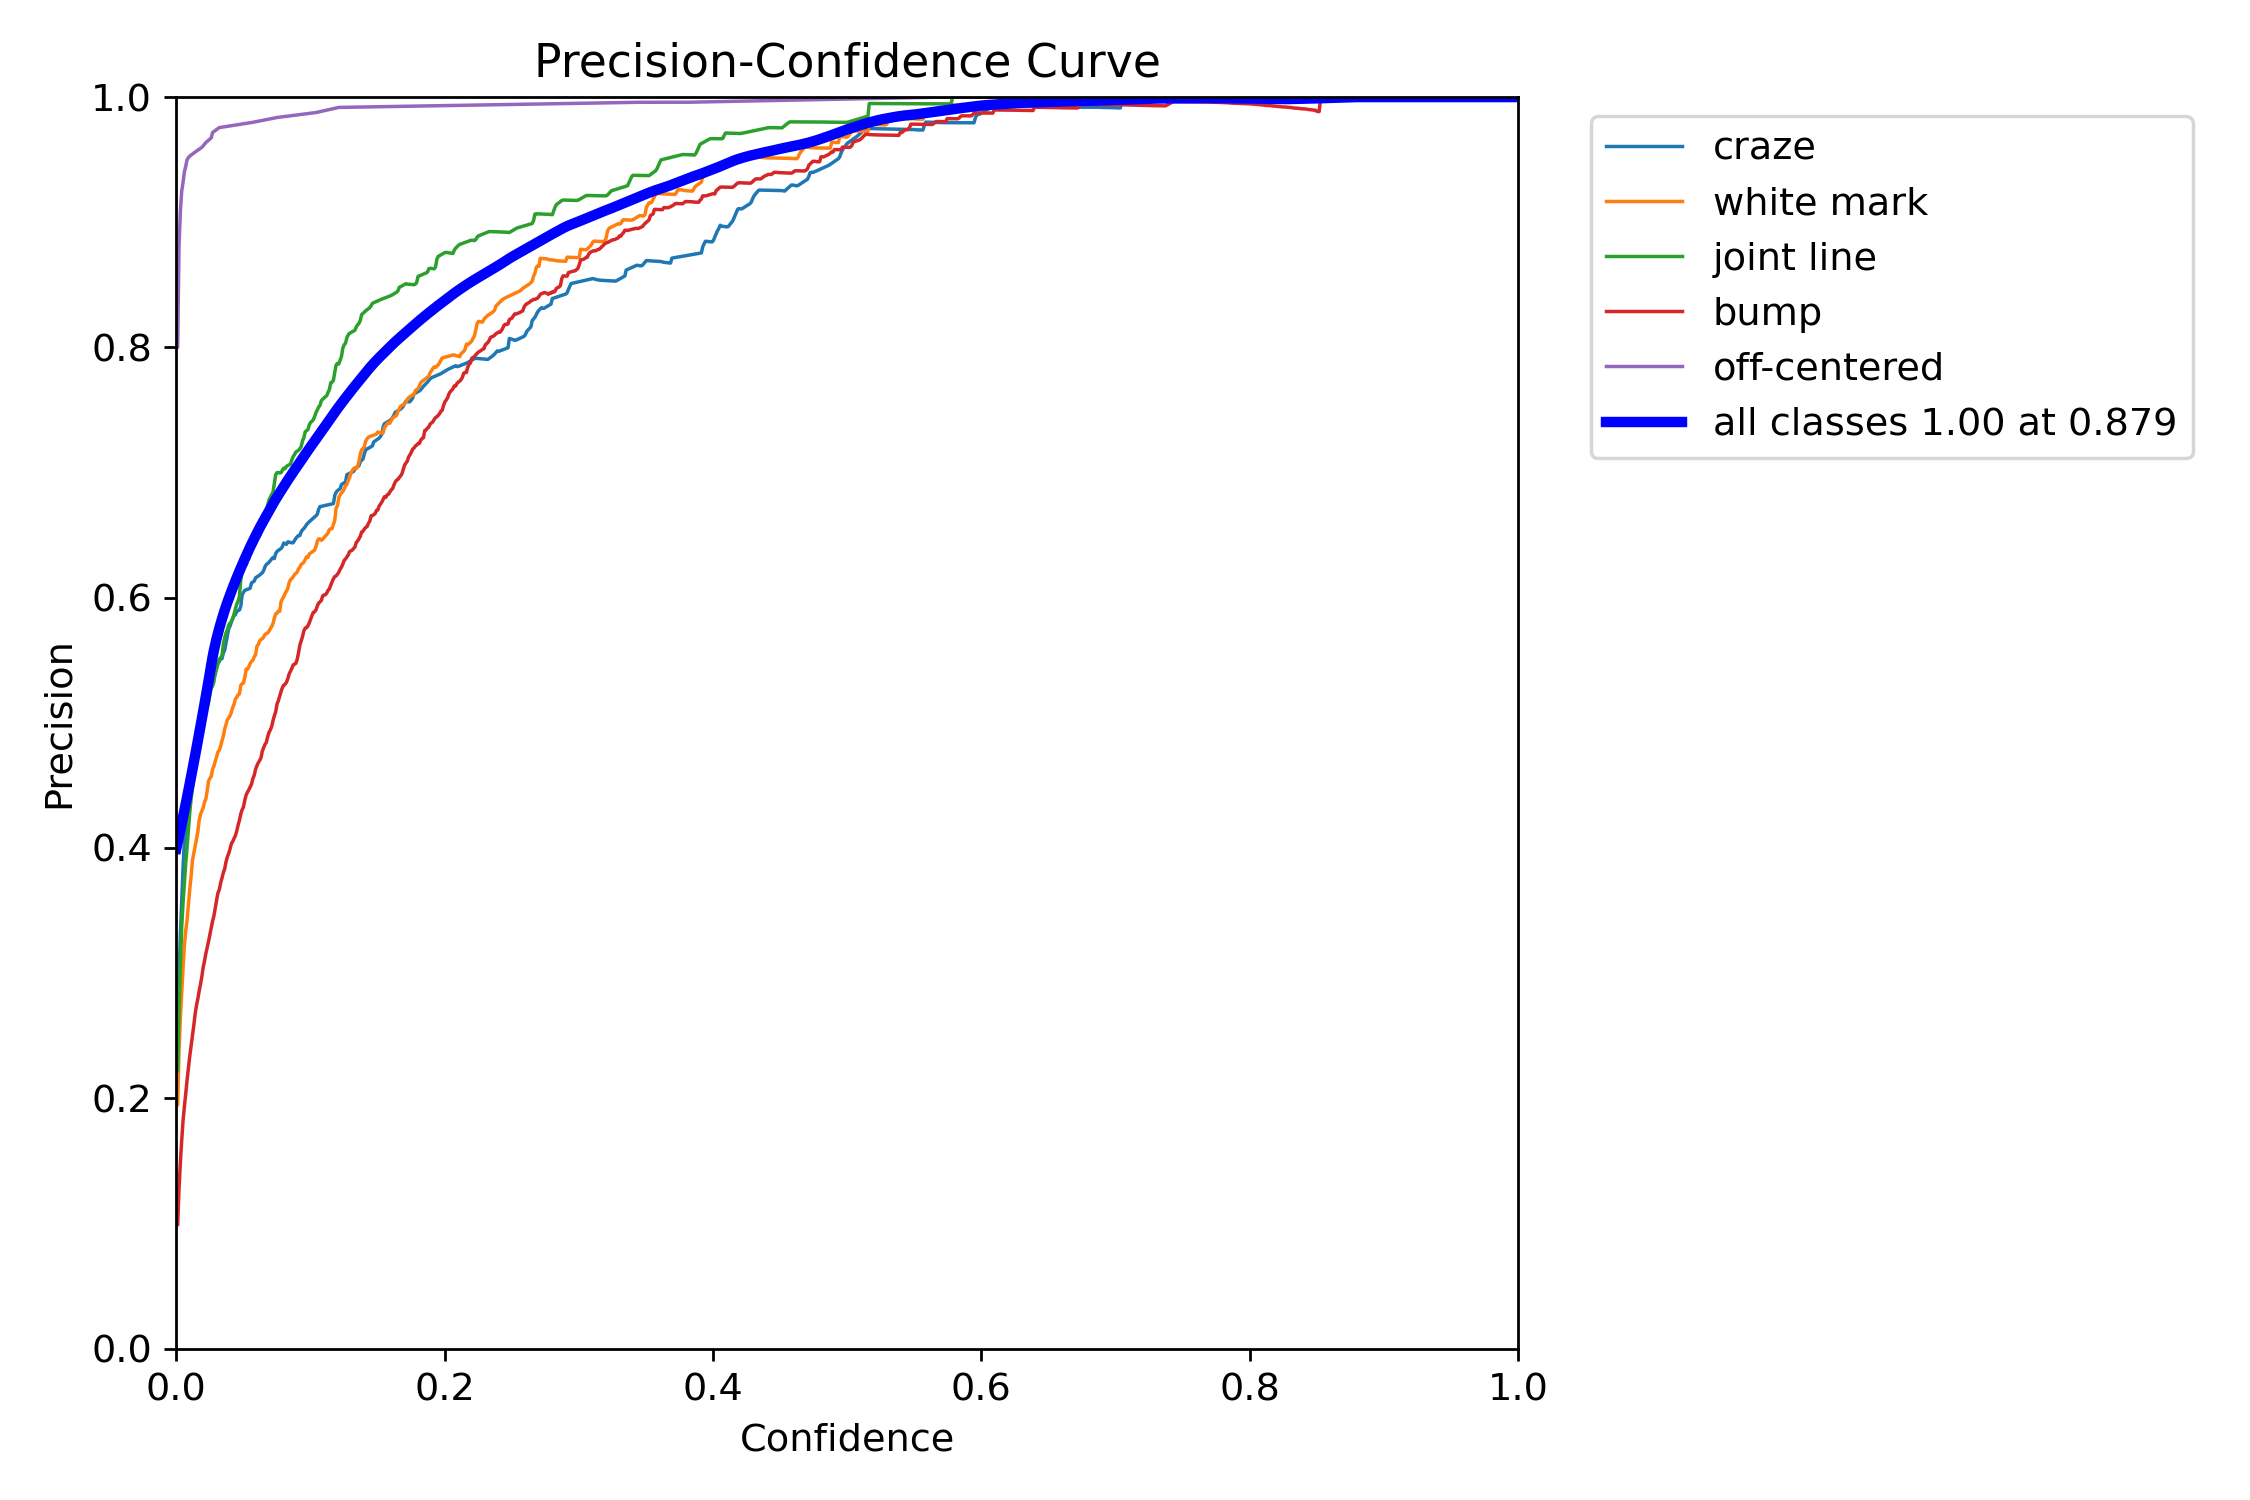 Precision-Confidence Curve
1.0
0.8
0.6
0.4
0.2
0.0
Precision
0.0 0.2 0.4 0.6 0.8 1.0
Confidence
craze
white mark
joint line
bump
off-centered
all classes 1.00 at 0.879